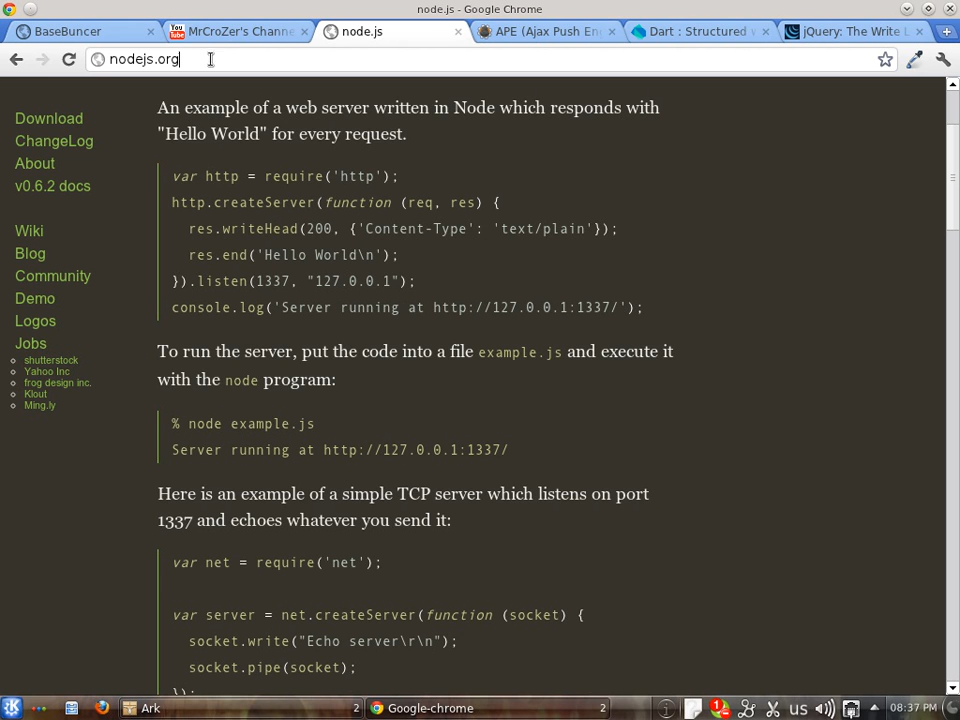 node.js - Google Chrome
BaseBuncer
You Tube MrCroZer's Channe
node.js
APE (Ajax Push En
Dart : Structured w
jQuery: The Write L
nodejs.org
Download
ChangeLog
About
v0.6.2 docs
Wiki
Blog
Community
Demo
Logos
Jobs
shutterstock
Yahoo Inc
frog design inc.
Klout
Ming.ly
An example of a web server written in Node which responds with
"Hello World" for every request.
var http = require('http');
http.createServer(function (req, res) {
  res.writeHead(200, {'Content-Type': 'text/plain'});
  res.end('Hello World\n');
}).listen(1337, "127.0.0.1");
console.log('Server running at http://127.0.0.1:1337/');
To run the server, put the code into a file example.js and execute it
with the node program:
% node example.js
Server running at http://127.0.0.1:1337/
Here is an example of a simple TCP server which listens on port
1337 and echoes whatever you send it:
var net = require('net');
var server = net.createServer(function (socket) {
  socket.write("Echo server\r\n");
  socket.pipe(socket);
});
Ark 2
Google-chrome 2
us
08:37 PM